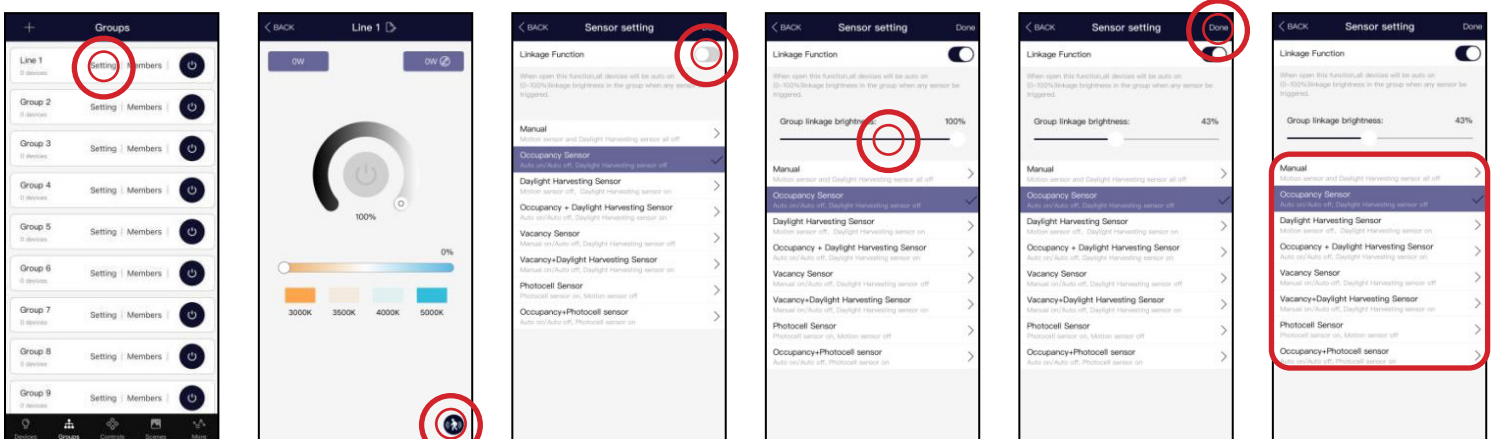 Groups
Line 1
0 devices
Setting | Members |
Group 2
0 devices
Setting | Members |
Group 3
0 devices
Setting | Members |
Group 4
0 devices
Setting | Members |
Group 5
0 devices
Setting | Members |
Group 6
0 devices
Setting | Members |
Group 7
0 devices
Setting | Members |
Group 8
0 devices
Setting | Members |
Group 9
0 devices
Setting | Members |
Devices Groups Controls Scenes More
BACK Line 1
0W 0W
100%
0%
3000K 3500K 4000K 5000K
BACK Sensor setting Done
Linkage Function
When open this function,all devices will be auto on
(0-100%)linkage brightness in the group when any sensor be
triggered.
Manual
Motion sensor and Daylight Harvesting sensor all off
Occupancy Sensor
Auto on/Auto off, Daylight Harvesting sensor off
Daylight Harvesting Sensor
Motion sensor off, Daylight Harvesting sensor on
Occupancy + Daylight Harvesting Sensor
Auto on/Auto off, Daylight Harvesting sensor on
Vacancy Sensor
Manual on/Auto off, Daylight Harvesting sensor off
Vacancy+Daylight Harvesting Sensor
Manual on/Auto off, Daylight Harvesting sensor on
Photocell Sensor
Photocell sensor on, Motion sensor off
Occupancy+Photocell sensor
Auto on/Auto off, Photocell sensor on
BACK Sensor setting Done
Linkage Function
When open this function,all devices will be auto on
(0-100%)linkage brightness in the group when any sensor be
triggered.
Group linkage brightness: 100%
Manual
Motion sensor and Daylight Harvesting sensor all off
Occupancy Sensor
Auto on/Auto off, Daylight Harvesting sensor off
Daylight Harvesting Sensor
Motion sensor off, Daylight Harvesting sensor on
Occupancy + Daylight Harvesting Sensor
Auto on/Auto off, Daylight Harvesting sensor on
Vacancy Sensor
Manual on/Auto off, Daylight Harvesting sensor off
Vacancy+Daylight Harvesting Sensor
Manual on/Auto off, Daylight Harvesting sensor on
Photocell Sensor
Photocell sensor on, Motion sensor off
Occupancy+Photocell sensor
Auto on/Auto off, Photocell sensor on
BACK Sensor setting Done
Linkage Function
When open this function,all devices will be auto on
(0-100%)linkage brightness in the group when any sensor be
triggered.
Group linkage brightness: 43%
Manual
Motion sensor and Daylight Harvesting sensor all off
Occupancy Sensor
Auto on/Auto off, Daylight Harvesting sensor off
Daylight Harvesting Sensor
Motion sensor off, Daylight Harvesting sensor on
Occupancy + Daylight Harvesting Sensor
Auto on/Auto off, Daylight Harvesting sensor on
Vacancy Sensor
Manual on/Auto off, Daylight Harvesting sensor off
Vacancy+Daylight Harvesting Sensor
Manual on/Auto off, Daylight Harvesting sensor on
Photocell Sensor
Photocell sensor on, Motion sensor off
Occupancy+Photocell sensor
Auto on/Auto off, Photocell sensor on
BACK Sensor setting Done
Linkage Function
When open this function,all devices will be auto on
(0-100%)linkage brightness in the group when any sensor be
triggered.
Group linkage brightness: 43%
Manual
Motion sensor and Daylight Harvesting sensor all off
Occupancy Sensor
Auto on/Auto off, Daylight Harvesting sensor off
Daylight Harvesting Sensor
Motion sensor off, Daylight Harvesting sensor on
Occupancy + Daylight Harvesting Sensor
Auto on/Auto off, Daylight Harvesting sensor on
Vacancy Sensor
Manual on/Auto off, Daylight Harvesting sensor off
Vacancy+Daylight Harvesting Sensor
Manual on/Auto off, Daylight Harvesting sensor on
Photocell Sensor
Photocell sensor on, Motion sensor off
Occupancy+Photocell sensor
Auto on/Auto off, Photocell sensor on